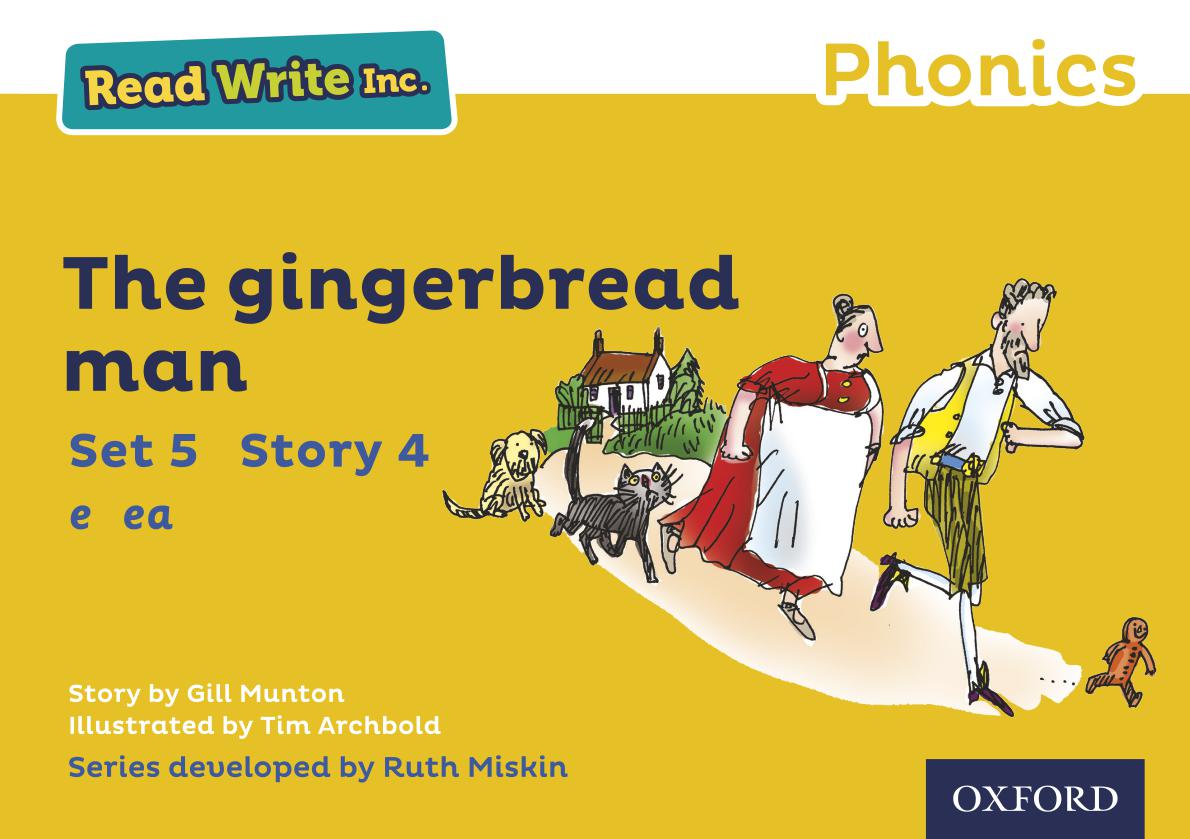 Read Write Inc.
Phonics
The gingerbread
man
Set 5 Story 4
e ea
Story by Gill Munton
Illustrated by Tim Archbold
Series developed by Ruth Miskin
OXFORD